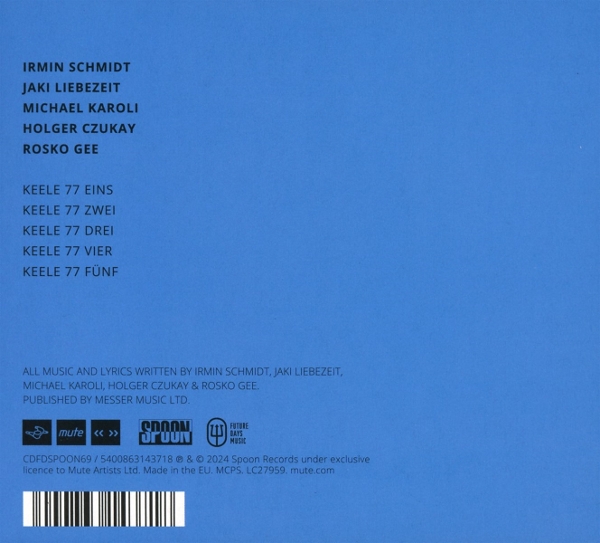 IRMIN SCHMIDT
JAKI LIEBEZEIT
MICHAEL KAROLI
HOLGER CZUKAY
ROSKO GEE
KEELE 77 EINS
KEELE 77 ZWEI
KEELE 77 DREI
KEELE 77 VIER
KEELE 77 FÜNF
ALL MUSIC AND LYRICS WRITTEN BY IRMIN SCHMIDT, JAKI LIEBEZEIT,
MICHAEL KAROLI, HOLGER CZUKAY & ROSKO GEE.
PUBLISHED BY MESSER MUSIC LTD.
mute
SPOON
FUTURE
DAYS
MUSIC
CDFDSPOON69 / 5400863143718 ℗ & © 2024 Spoon Records under exclusive
licence to Mute Artists Ltd. Made in the EU. MCPS. LC27959. mute.com